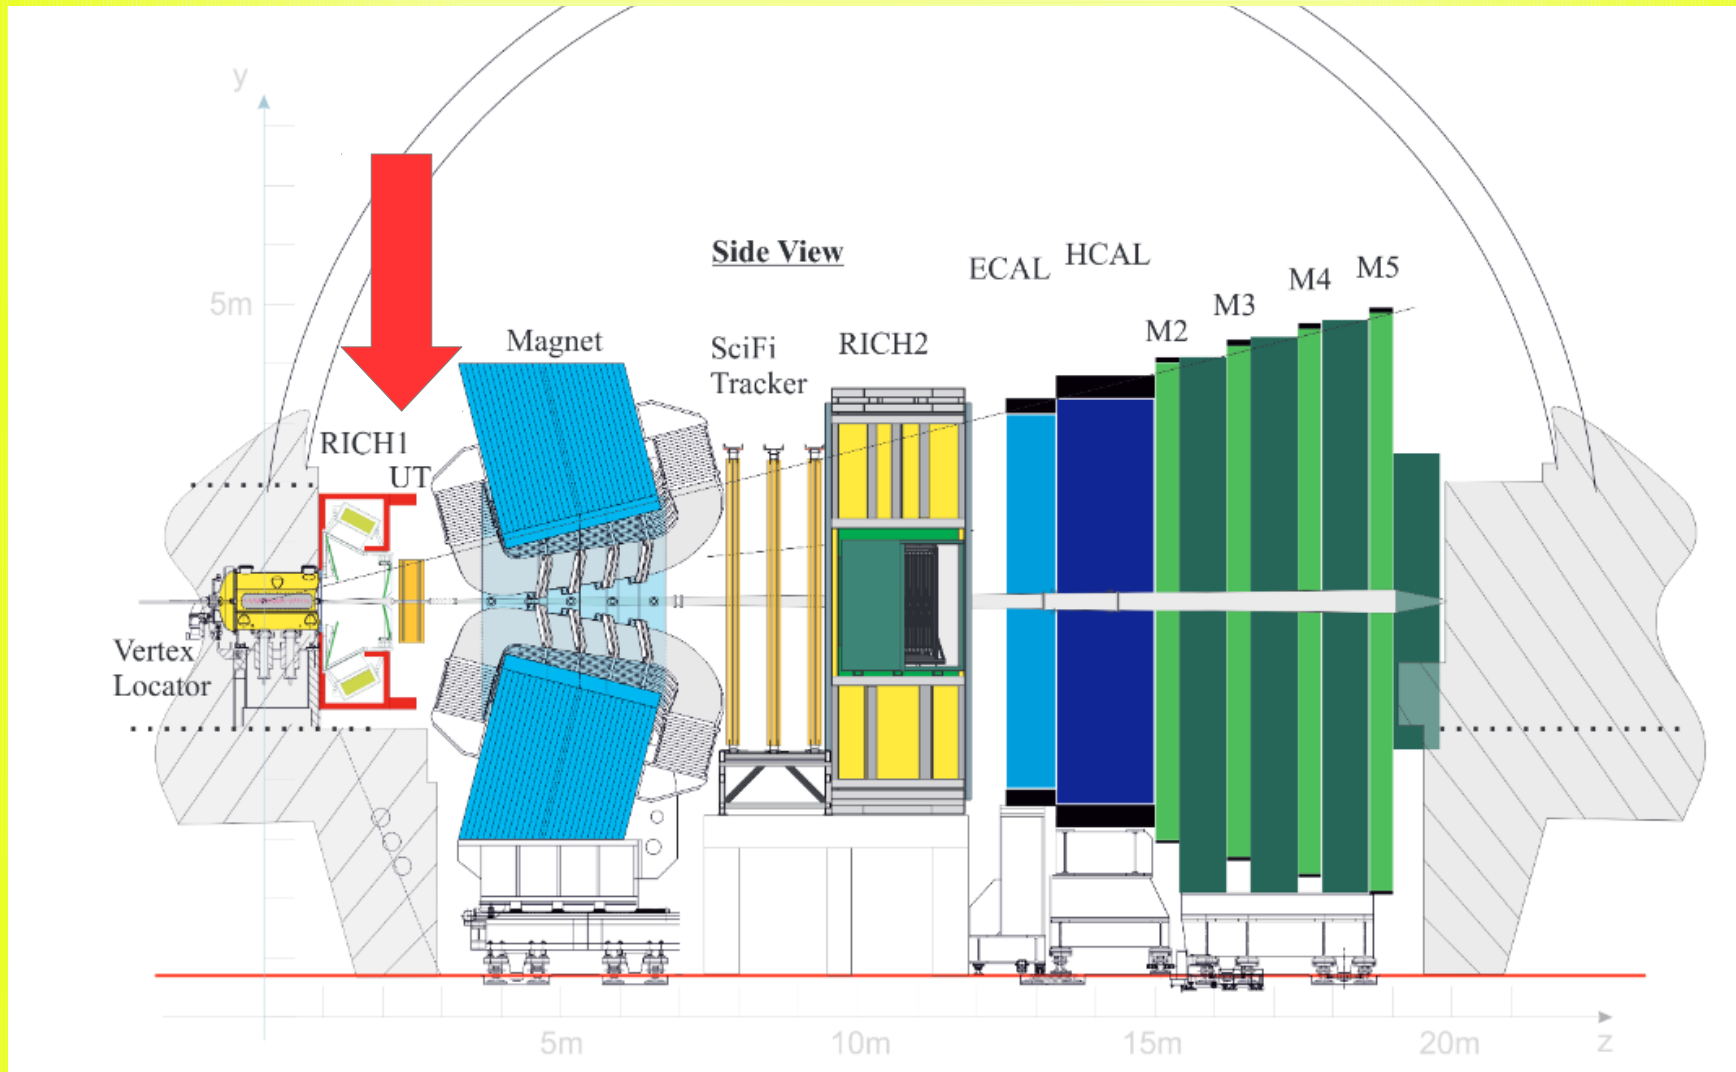 y
5m
Side View
ECAL
HCAL
M2
M3
M4
M5
Magnet
SciFi
Tracker
RICH2
RICH1
UT
Vertex
Locator
5m
10m
15m
20m
z